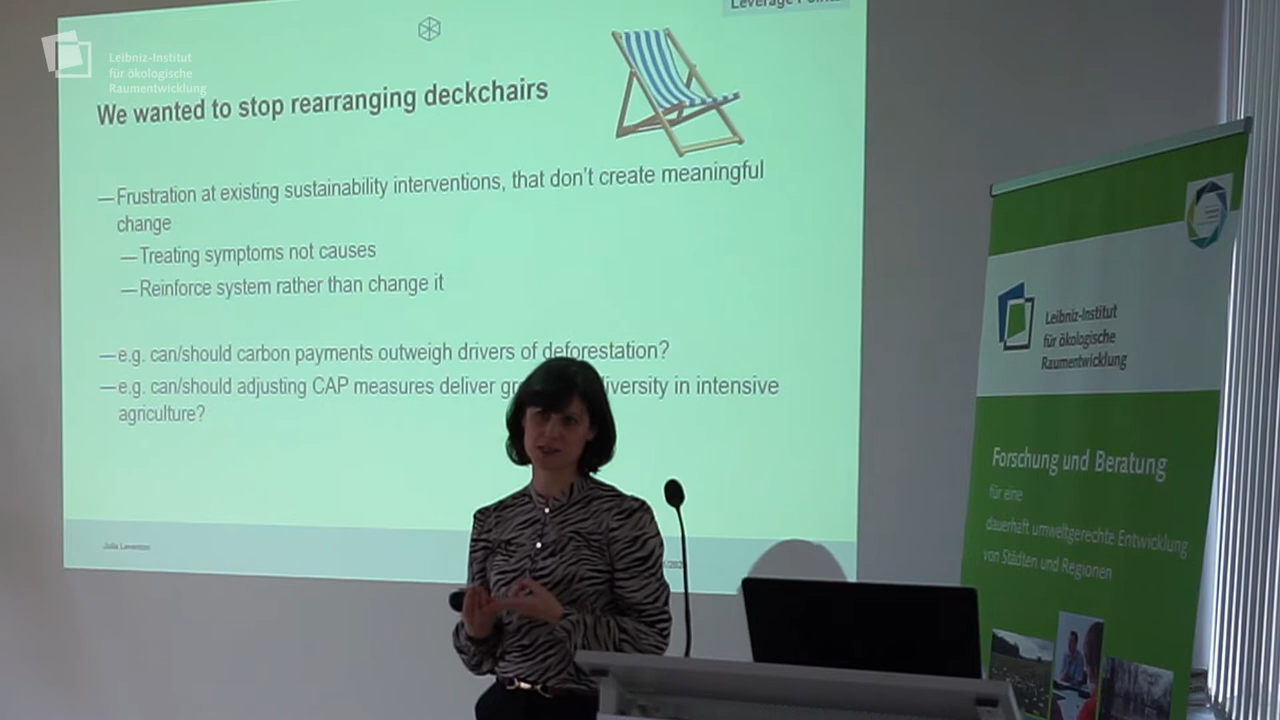 Leverage Points
Leibniz-Institut
für ökologische
Raumentwicklung
We wanted to stop rearranging deckchairs
—Frustration at existing sustainability interventions, that don't create meaningful
change
—Treating symptoms not causes
—Reinforce system rather than change it
—e.g. can/should carbon payments outweigh drivers of deforestation?
—e.g. can/should adjusting CAP measures deliver in intensive
agriculture?
Julia Leventon
Leibniz-Institut
für ökologische
Raumentwicklung
Forschung und Beratung
für eine
dauerhaft umweltgerechte Entwicklung
von Städten und Regionen